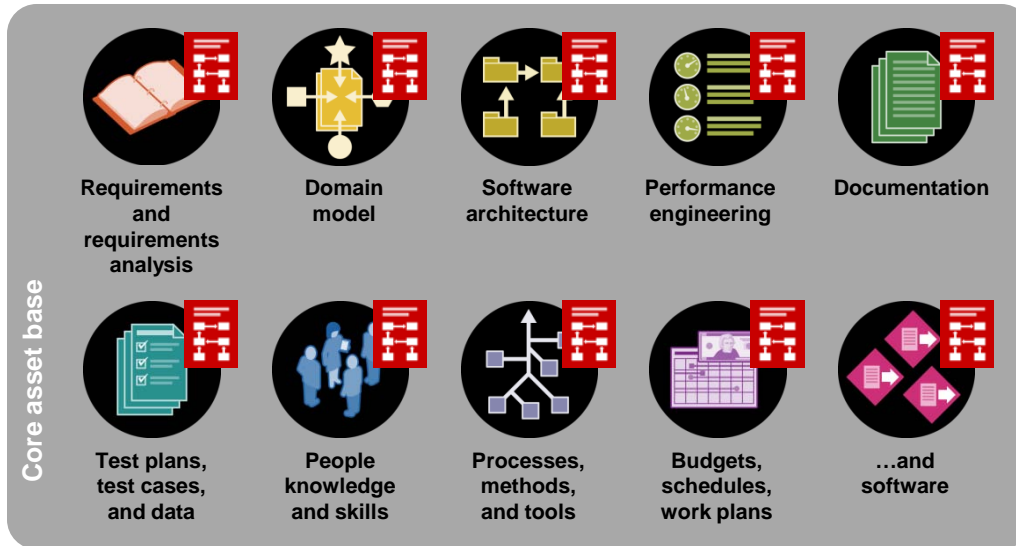 Requirements
and
requirements
analysis
Domain
model
Software
architecture
Performance
engineering
Documentation
Core asset base
Test plans,
test cases,
and data
People
knowledge
and skills
Processes,
methods,
and tools
Budgets,
schedules,
work plans
…and
software